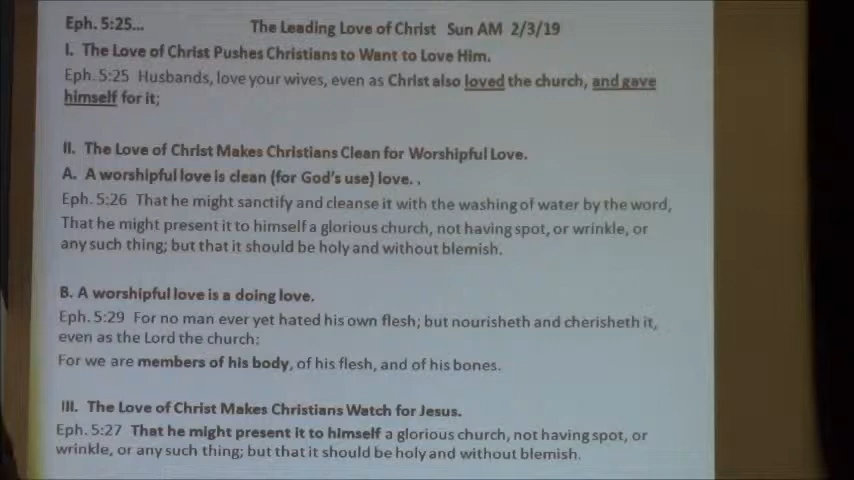 Eph. 5:25... The Leading Love of Christ Sun AM 2/3/19
I. The Love of Christ Pushes Christians to Want to Love Him.
Eph. 5:25 Husbands, love your wives, even as Christ also loved the church, and gave
himself for it;
II. The Love of Christ Makes Christians Clean for Worshipful Love.
A. A worshipful love is clean (for God's use) love. .
Eph. 5:26 That he might sanctify and cleanse it with the washing of water by the word,
That he might present it to himself a glorious church, not having spot, or wrinkle, or
any such thing; but that it should be holy and without blemish.
B. A worshipful love is a doing love.
Eph. 5:29 For no man ever yet hated his own flesh; but nourisheth and cherisheth it,
even as the Lord the church:
For we are members of his body, of his flesh, and of his bones.
III. The Love of Christ Makes Christians Watch for Jesus.
Eph. 5:27 That he might present it to himself a glorious church, not having spot, or
wrinkle, or any such thing; but that it should be holy and without blemish.